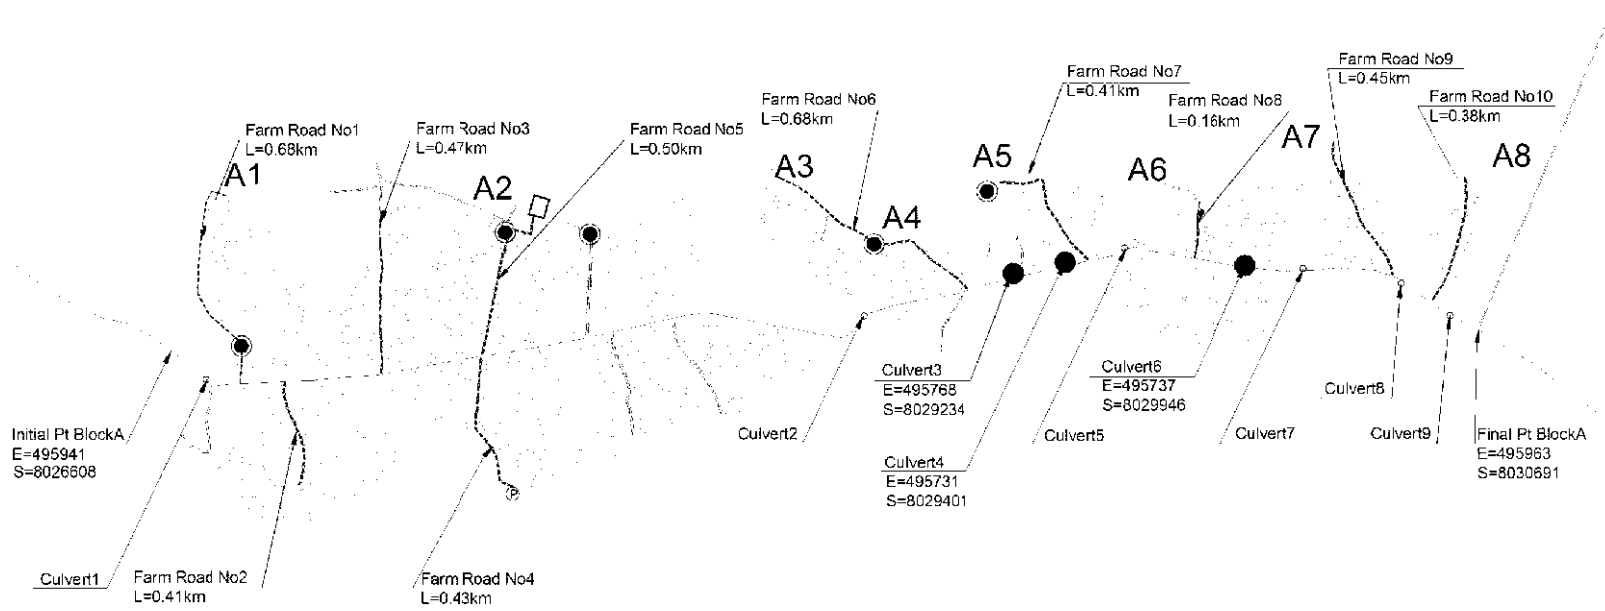 Farm Road No9
L=0.45km
Farm Road No7
L=0.41km
Farm Road No10
L=0.38km
Farm Road No6
L=0.68km
Farm Road No8
L=0.16km
Farm Road No1
L=0.68km
Farm Road No3
L=0.47km
Farm Road No5
L=0.50km
A1
A2
A3
A4
A5
A6
A7
A8
Culvert3
E=495768
S=8029234
Culvert6
E=495737
S=8029946
Culvert8
Initial Pt BlockA
E=495941
S=8026608
Culvert2
Culvert5
Culvert7
Culvert9
Final Pt BlockA
E=495963
S=8030691
Culvert4
E=495731
S=8029401
P
Culvert1
Farm Road No2
L=0.41km
Farm Road No4
L=0.43km